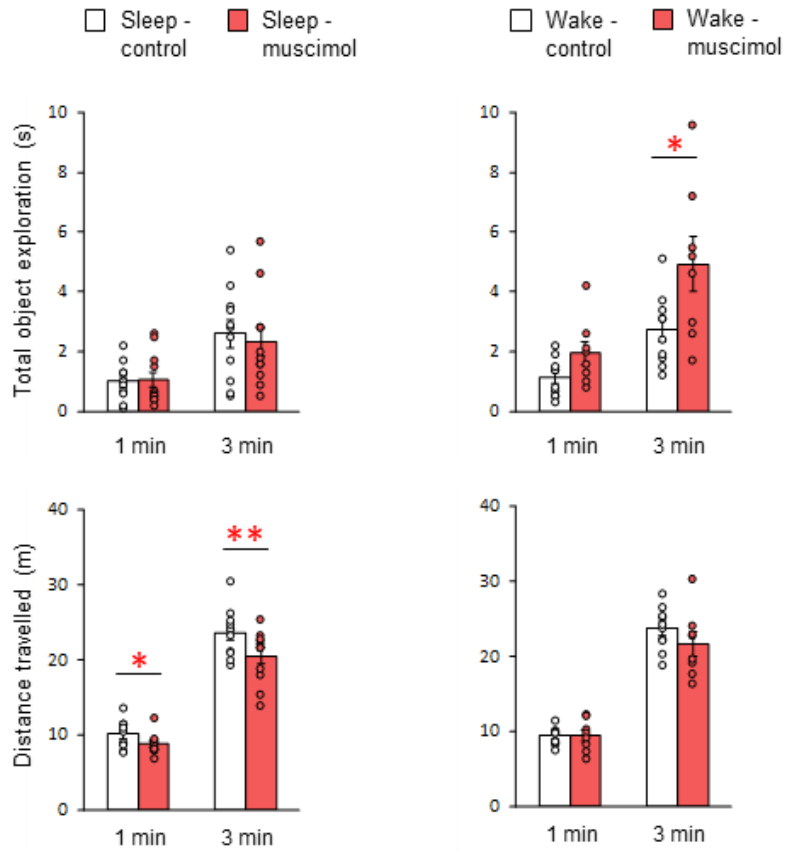 Sleep -
control
Sleep -
muscimol
Wake -
control
Wake -
muscimol
Total object exploration (s)
10
8
6
4
2
0
1 min
3 min
10
8
6
4
2
0
*
1 min
3 min
Distance travelled (m)
40
30
20
10
0
*
**
1 min
3 min
40
30
20
10
0
1 min
3 min